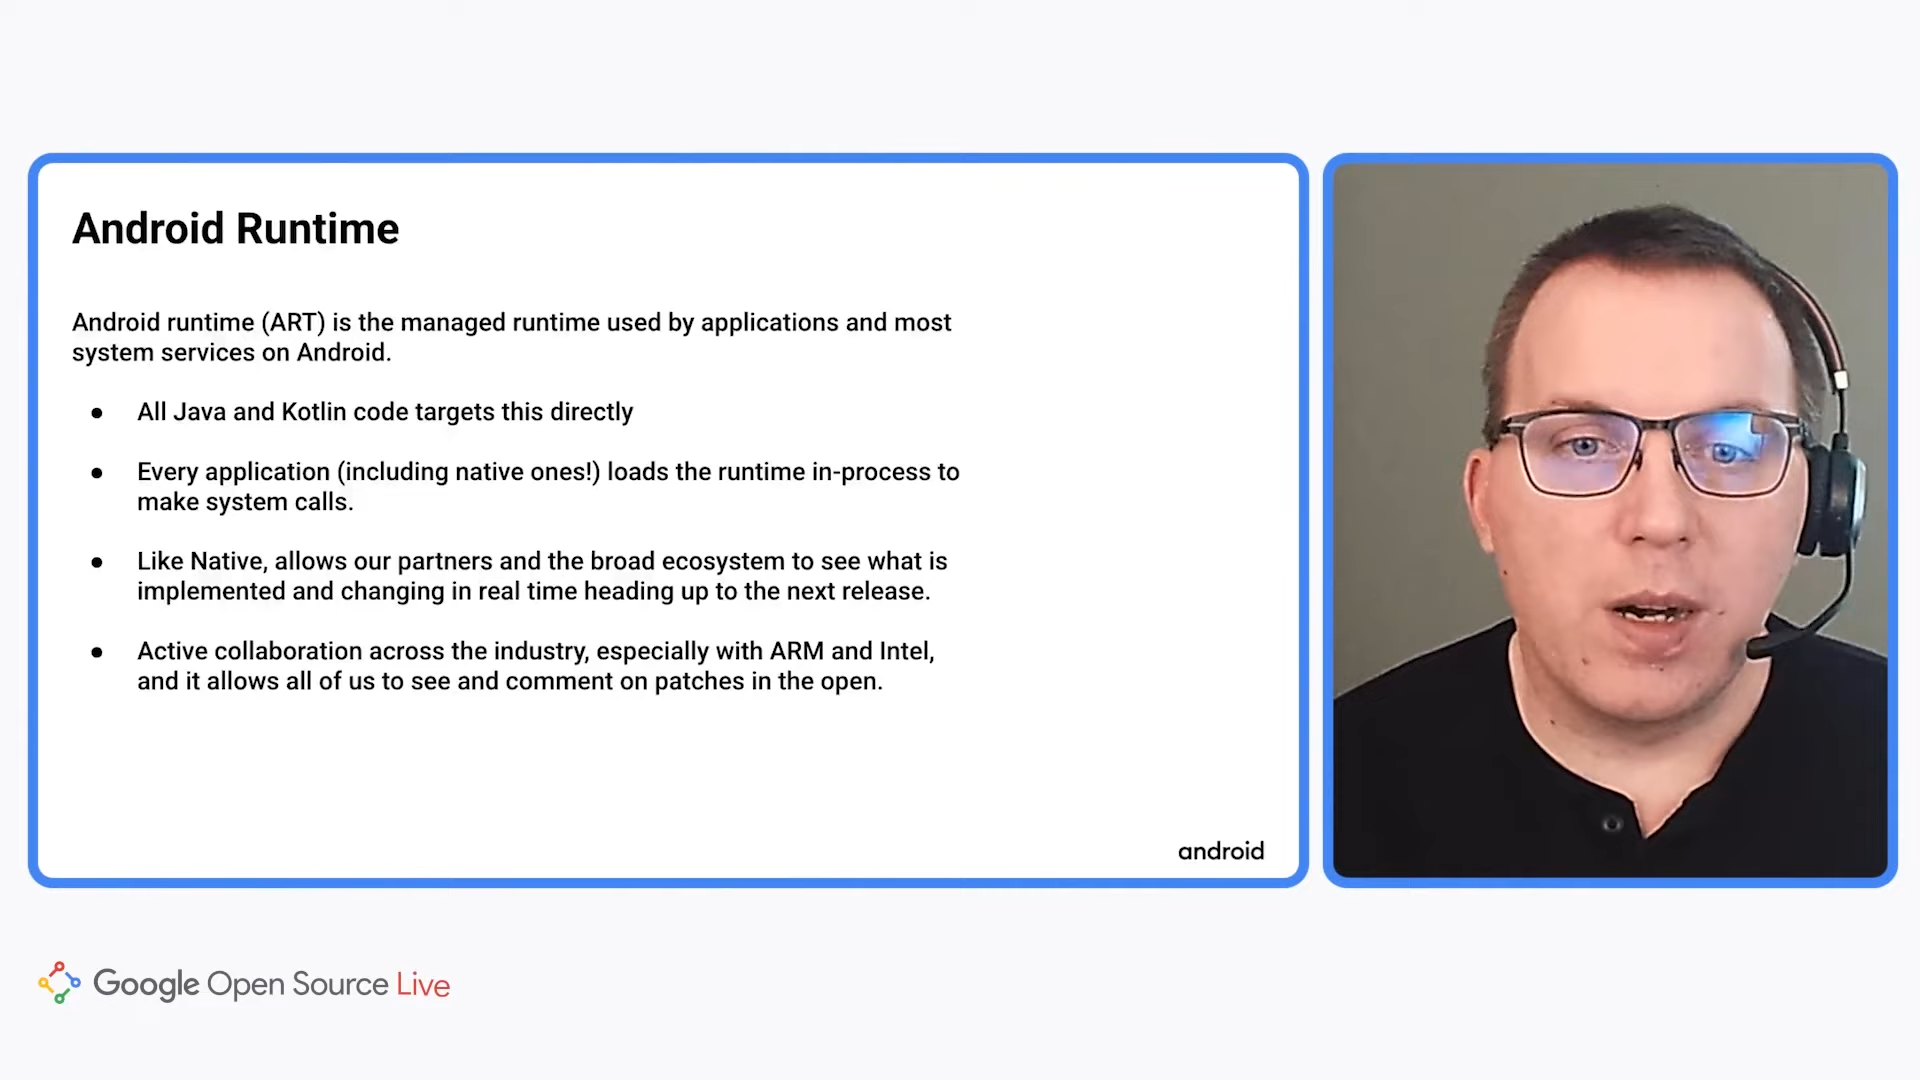 Android Runtime
Android runtime (ART) is the managed runtime used by applications and most
system services on Android.
● All Java and Kotlin code targets this directly
● Every application (including native ones!) loads the runtime in-process to
make system calls.
● Like Native, allows our partners and the broad ecosystem to see what is
implemented and changing in real time heading up to the next release.
● Active collaboration across the industry, especially with ARM and Intel,
and it allows all of us to see and comment on patches in the open.
android
Google Open Source Live